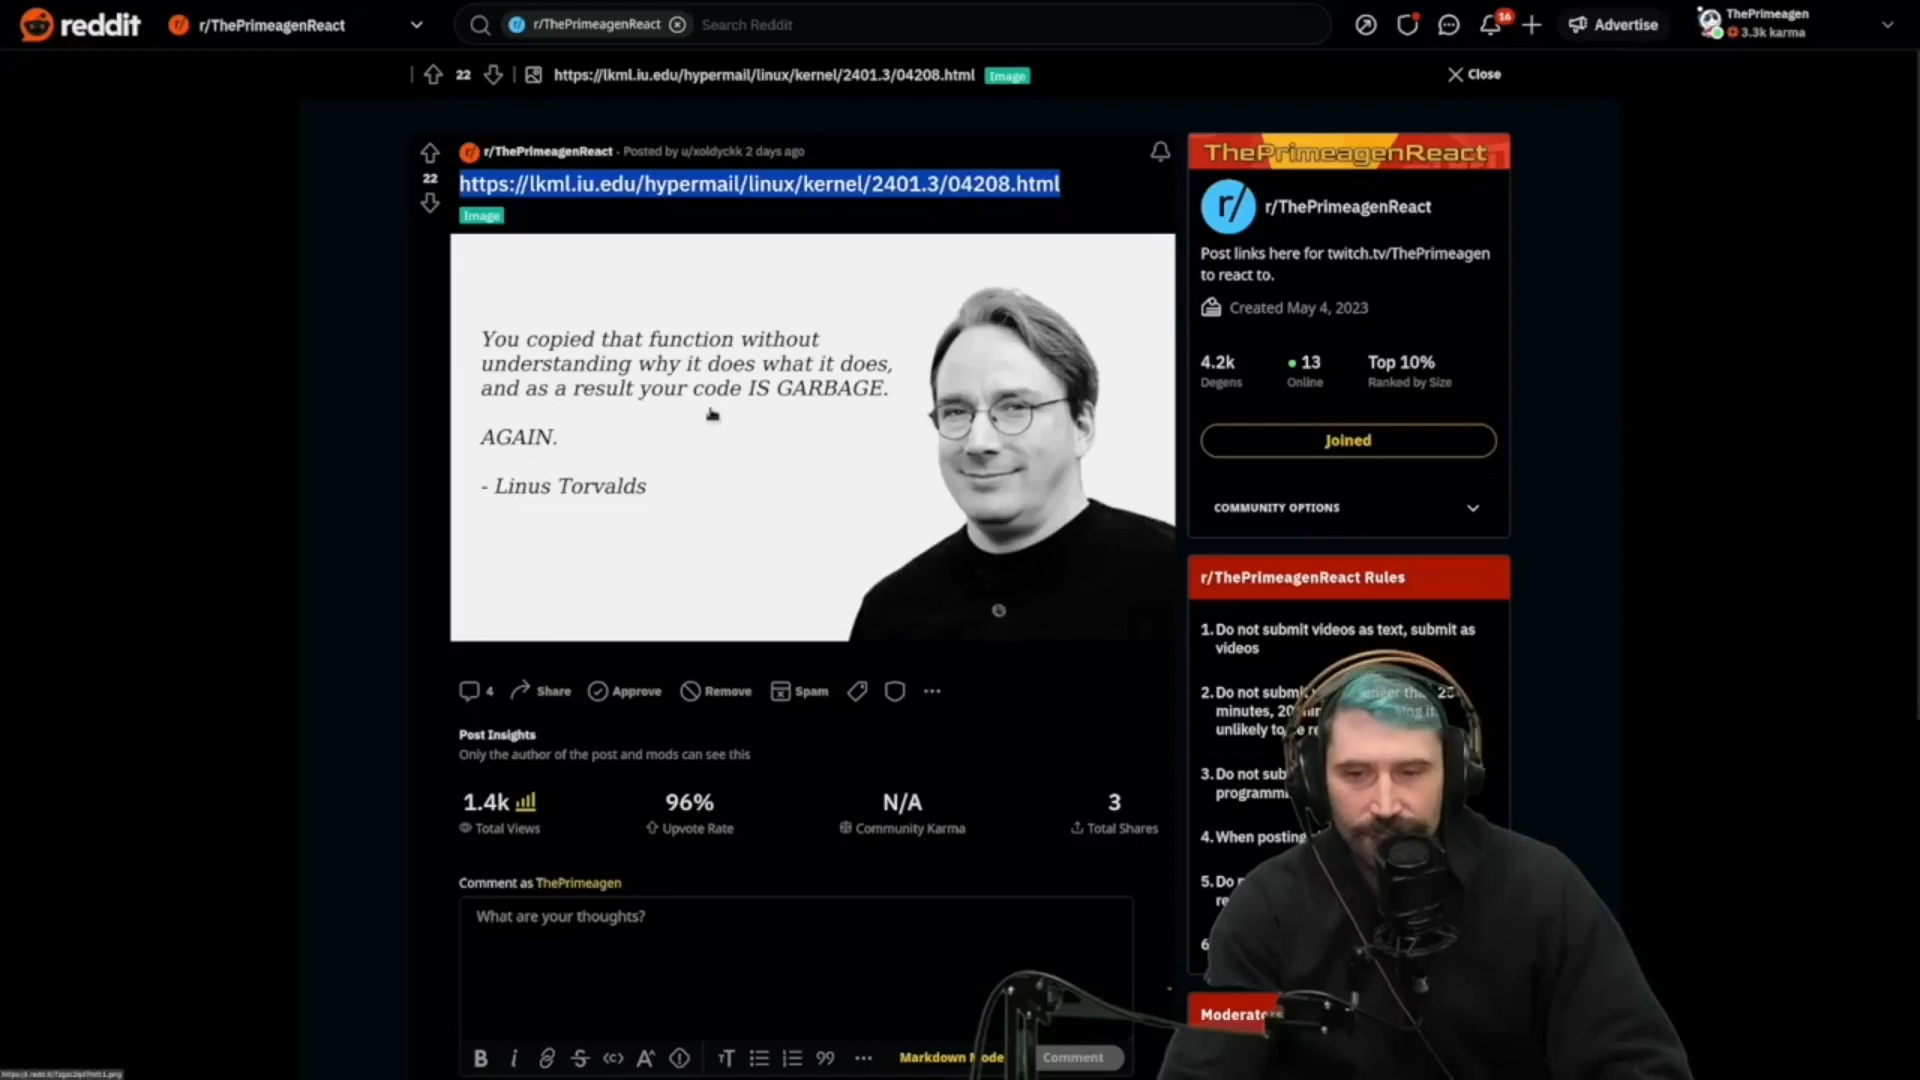 reddit
r/ThePrimeagenReact
r/ThePrimeagenReact
Search Reddit
16
Advertise
ThePrimeagen
3.3k karma
22
https://lkml.iu.edu/hypermail/linux/kernel/2401.3/04208.html
Image
Close
r/ThePrimeagenReact · Posted by u/xoldyckk 2 days ago
22
https://lkml.iu.edu/hypermail/linux/kernel/2401.3/04208.html
Image
You copied that function without
understanding why it does what it does,
and as a result your code IS GARBAGE.
AGAIN.
- Linus Torvalds
4
Share
Approve
Remove
Spam
Post Insights
Only the author of the post and mods can see this
1.4k
96%
N/A
3
Total Views
Upvote Rate
Community Karma
Total Shares
Comment as ThePrimeagen
What are your thoughts?
Markdown Mode
Comment
ThePrimeagenReact
r/
r/ThePrimeagenReact
Post links here for twitch.tv/ThePrimeagen
to react to.
Created May 4, 2023
4.2k
13
Top 10%
Degens
Online
Ranked by Size
Joined
COMMUNITY OPTIONS
r/ThePrimeagenReact Rules
1. Do not submit videos as text, submit as
videos
2. Do not submi
minutes, 20
unlikely to
3. Do not sub
programmi
4. When posting
5. Do
re
6
Moderators